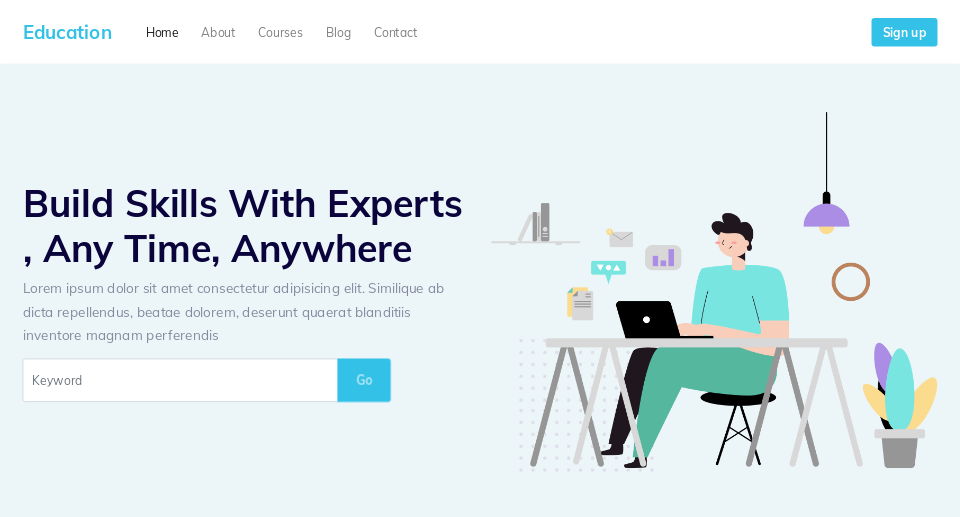 Education
Home
About
Courses
Blog
Contact
Sign up
Build Skills With Experts
, Any Time, Anywhere
Lorem ipsum dolor sit amet consectetur adipisicing elit. Similique ab
dicta repellendus, beatae dolorem, deserunt quaerat blanditiis
inventore magnam perferendis
Keyword
Go